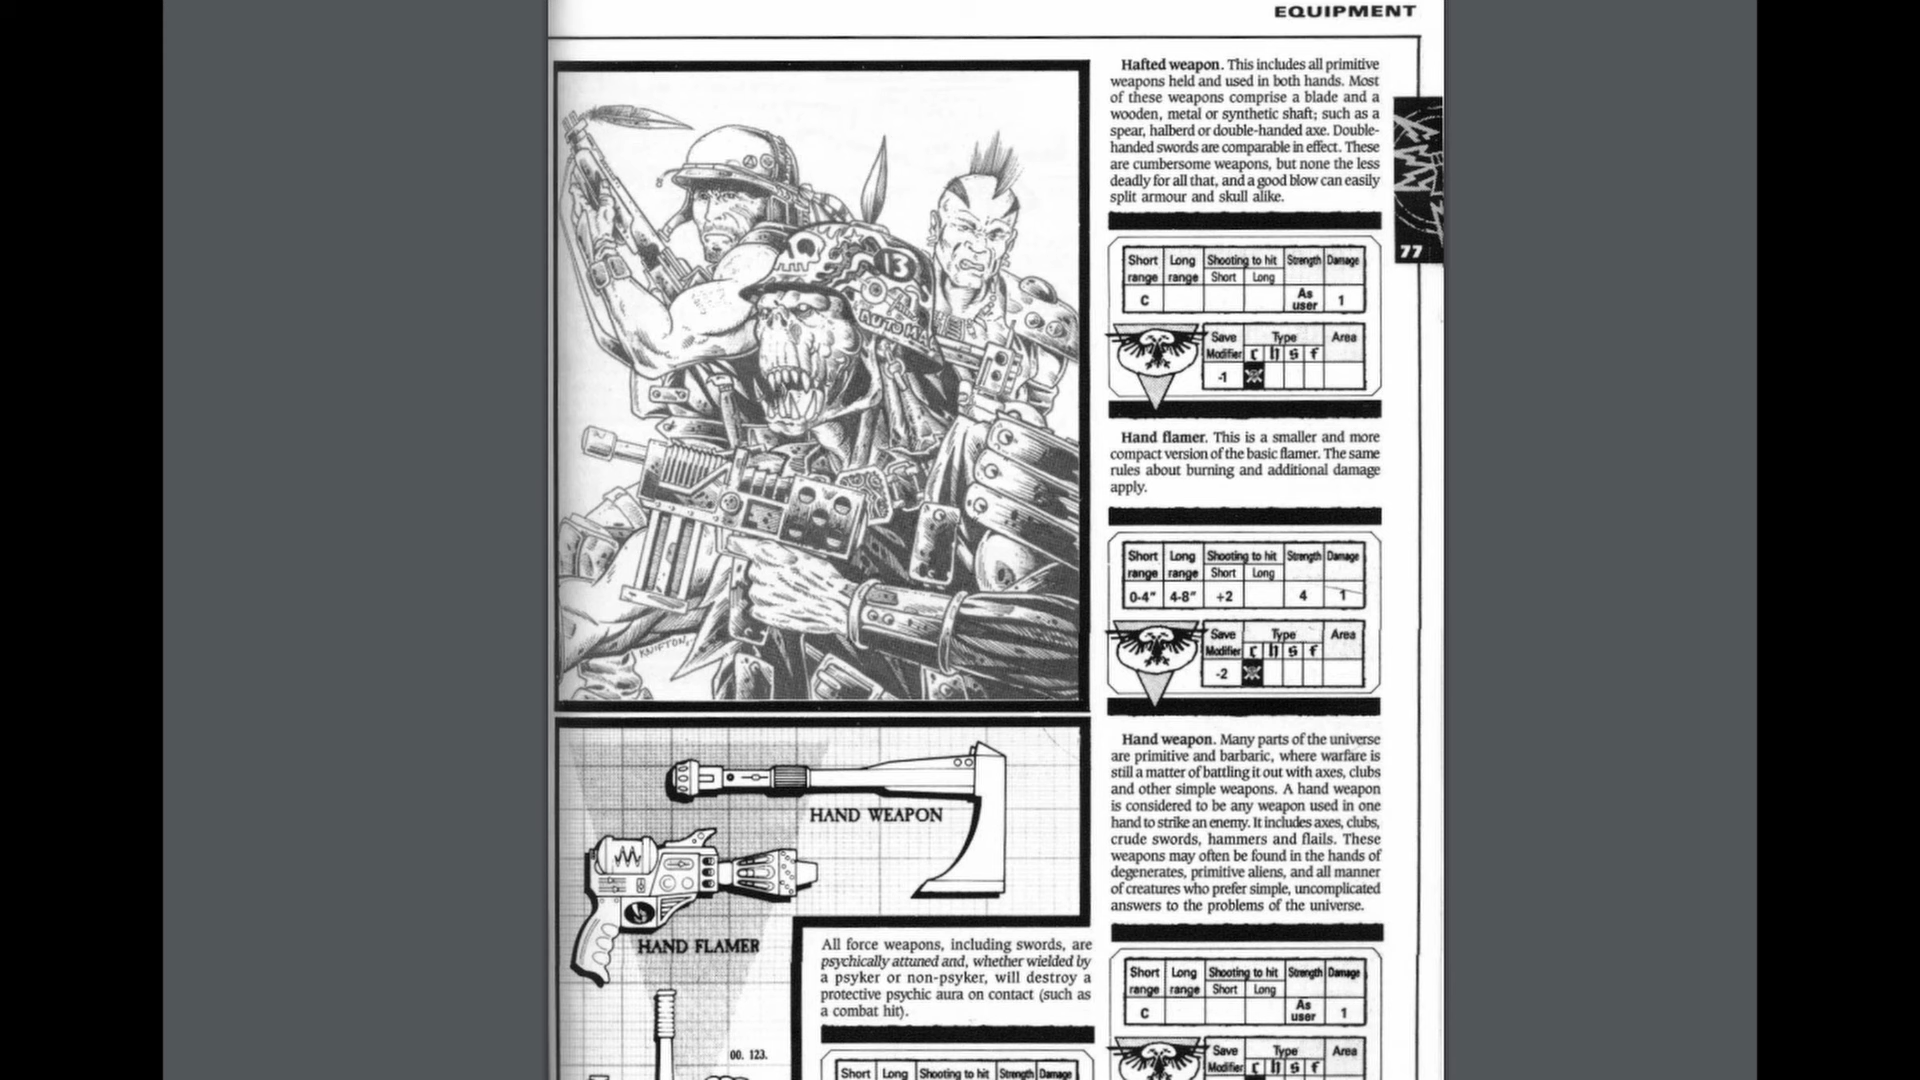 EQUIPMENT
13
AUTO MA
KNIFTON
HAND WEAPON
HAND FLAMER
00. 123.
All force weapons, including swords, are
psychically attuned and, whether wielded by
a psyker or non-psyker, will destroy a
protective psychic aura on contact (such as
a combat hit).
Short Long Shooting to hit Strength Damage
Hafted weapon. This includes all primitive
weapons held and used in both hands. Most
of these weapons comprise a blade and a
wooden, metal or synthetic shaft; such as a
spear, halberd or double-handed axe. Double-
handed swords are comparable in effect. These
are cumbersome weapons, but none the less
deadly for all that, and a good blow can easily
split armour and skull alike.
Short Long Shooting to hit Strength Damage
range range Short Long
C As user 1
Save Type Area
Modifier c h s f
-1
Hand flamer. This is a smaller and more
compact version of the basic flamer. The same
rules about burning and additional damage
apply.
Short Long Shooting to hit Strength Damage
range range Short Long
0-4" 4-8" +2 4 1
Save Type Area
Modifier c h s f
-2
Hand weapon. Many parts of the universe
are primitive and barbaric, where warfare is
still a matter of battling it out with axes, clubs
and other simple weapons. A hand weapon
is considered to be any weapon used in one
hand to strike an enemy. It includes axes, clubs,
crude swords, hammers and flails. These
weapons may often be found in the hands of
degenerates, primitive aliens, and all manner
of creatures who prefer simple, uncomplicated
answers to the problems of the universe.
Short Long Shooting to hit Strength Damage
range range Short Long
C As user 1
Save Type Area
Modifier c h s f
77